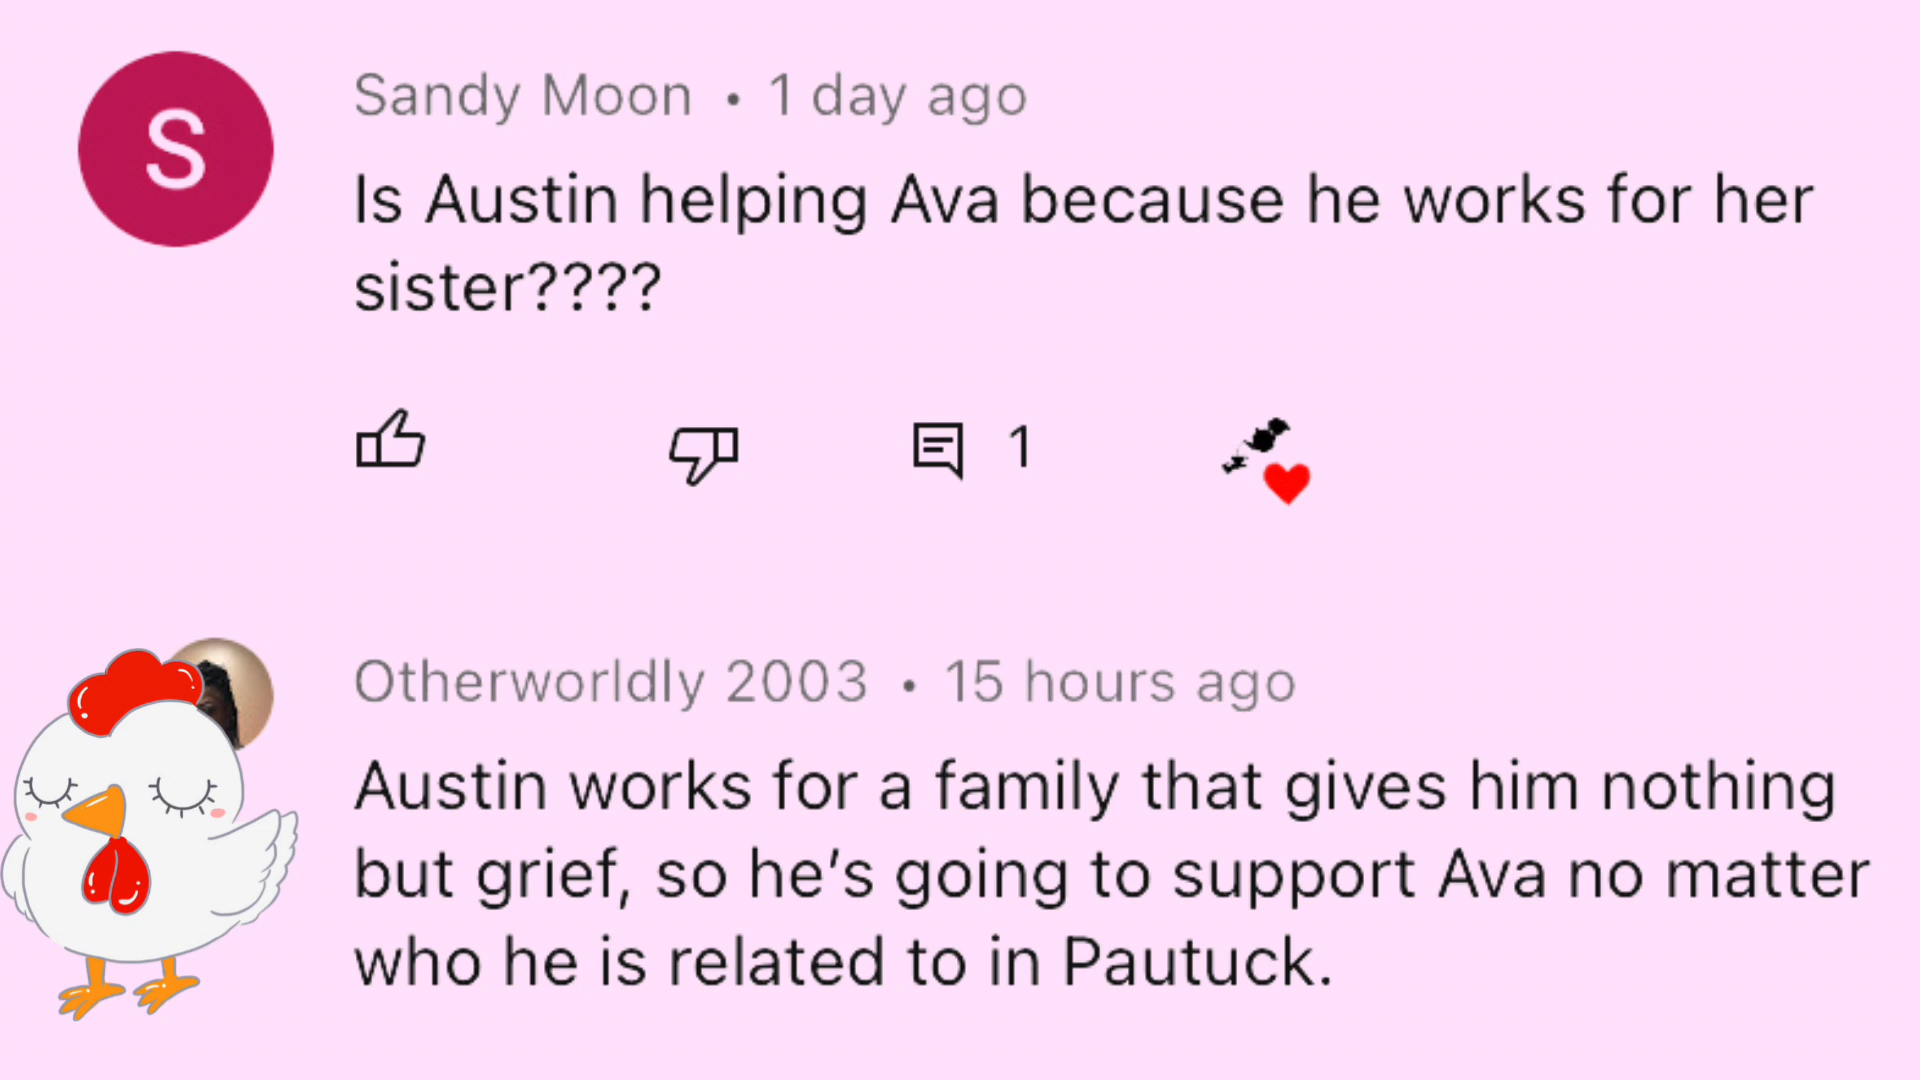 S
Sandy Moon • 1 day ago
Is Austin helping Ava because he works for her
sister????
1
Otherworldly 2003 • 15 hours ago
Austin works for a family that gives him nothing
but grief, so he’s going to support Ava no matter
who he is related to in Pautuck.